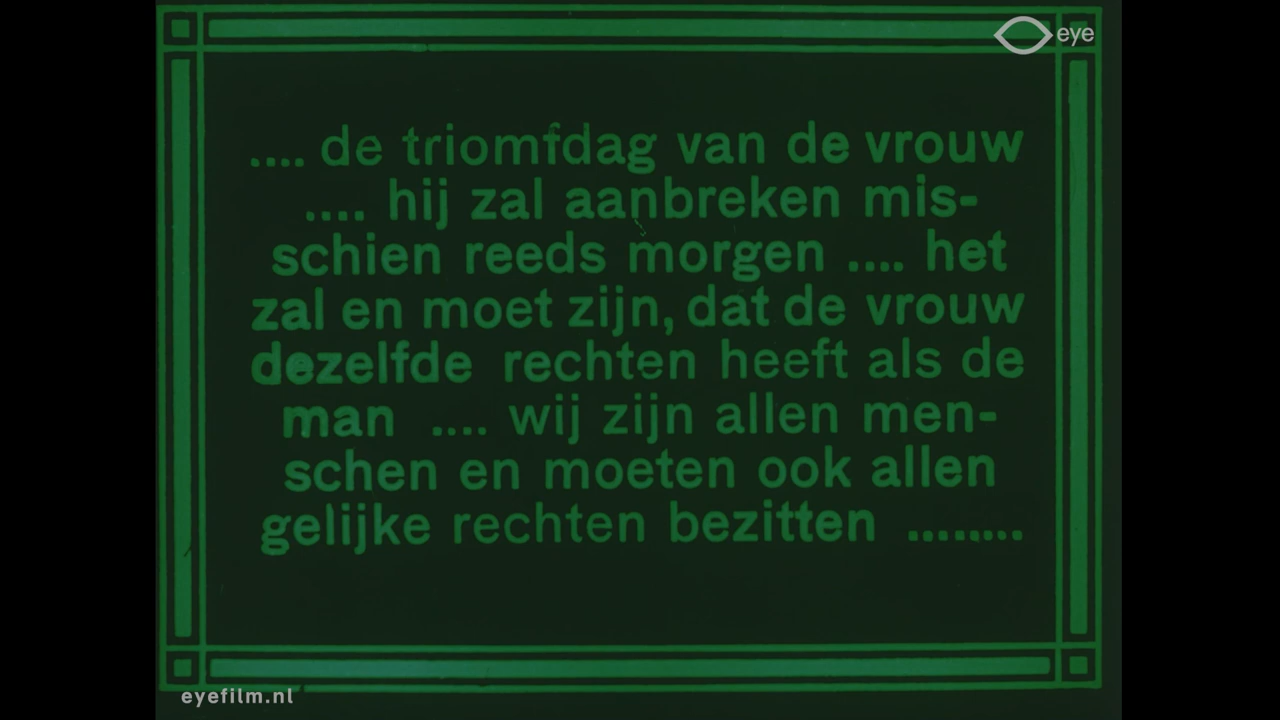 eye
.... de triomfdag van de vrouw
.... hij zal aanbreken mis-
schien reeds morgen .... het
zal en moet zijn, dat de vrouw
dezelfde rechten heeft als de
man .... wij zijn allen men-
schen en moeten ook allen
gelijke rechten bezitten ........
eyefilm.nl